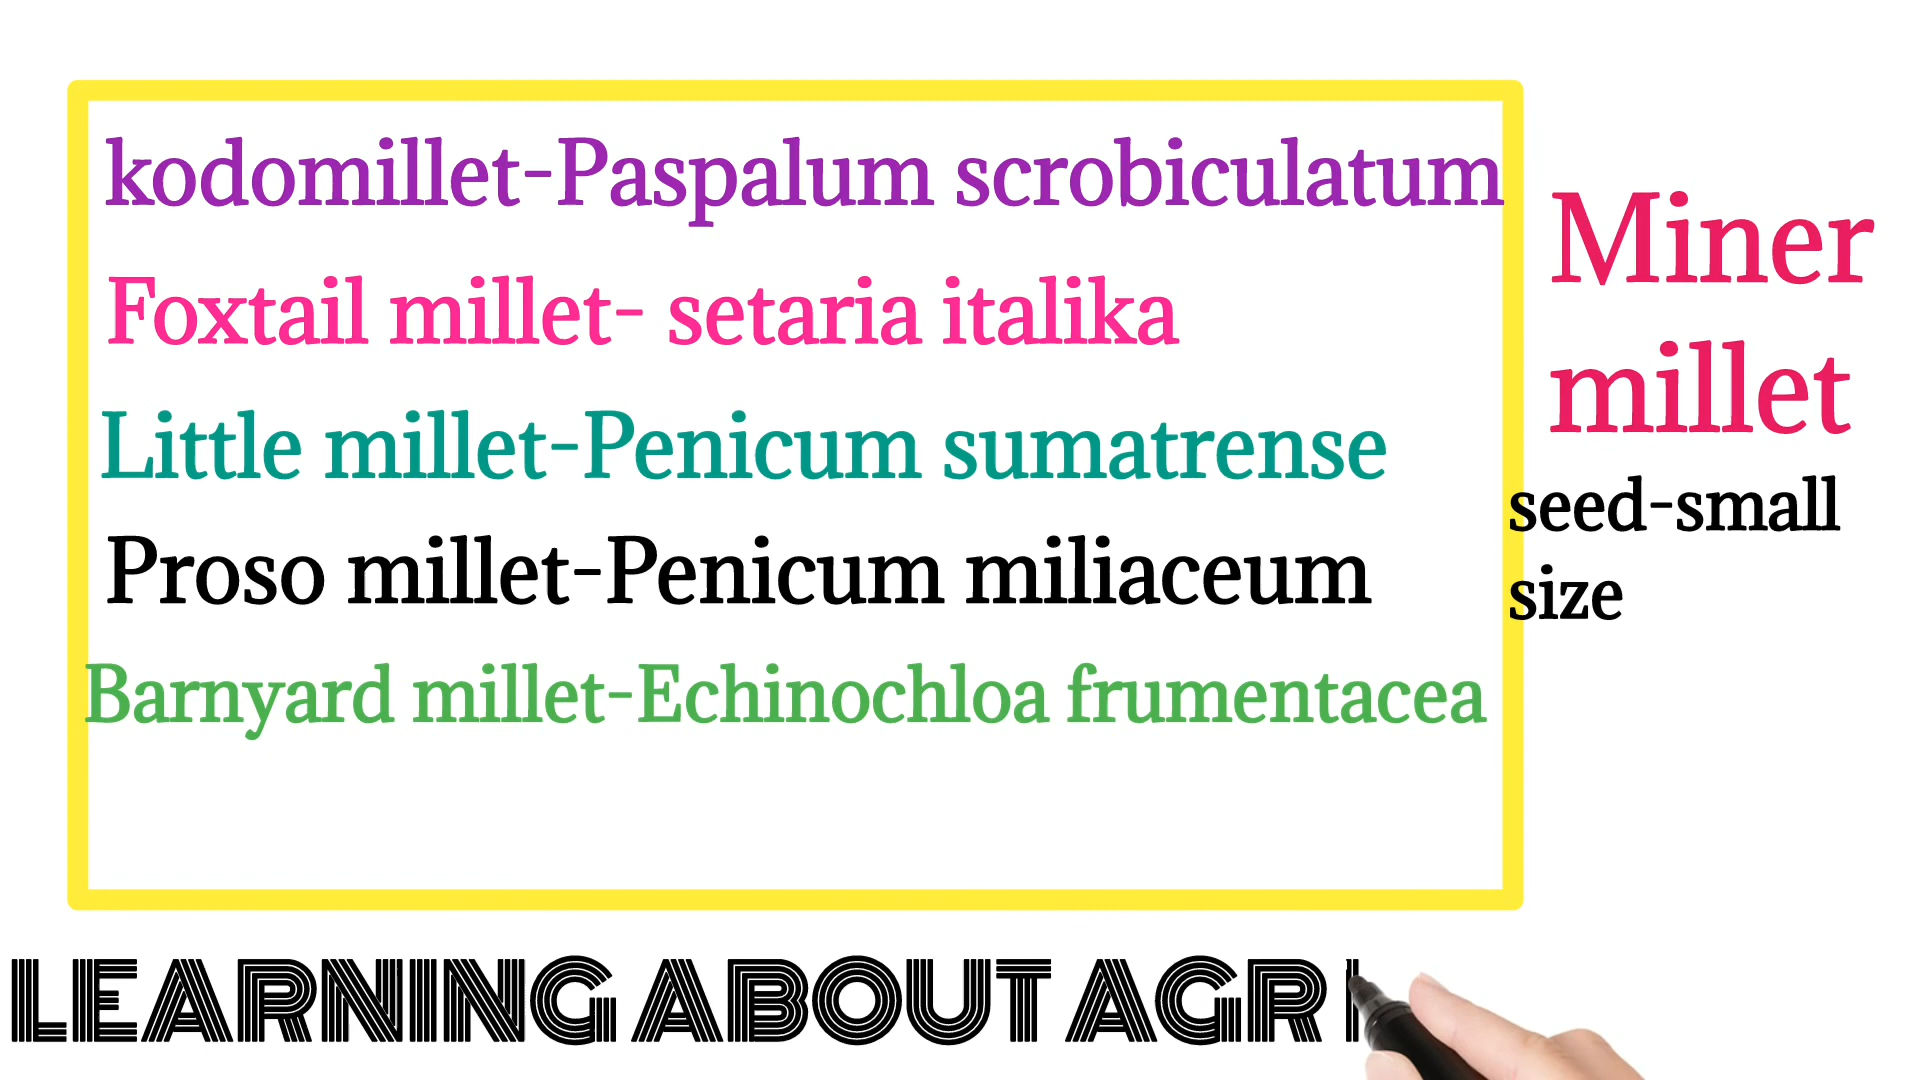 kodomillet-Paspalum scrobiculatum
Foxtail millet- setaria italika
Little millet-Penicum sumatrense
Proso millet-Penicum miliaceum
Barnyard millet-Echinochloa frumentacea
Miner
millet
seed-small
size
LEARNING ABOUT AGRI